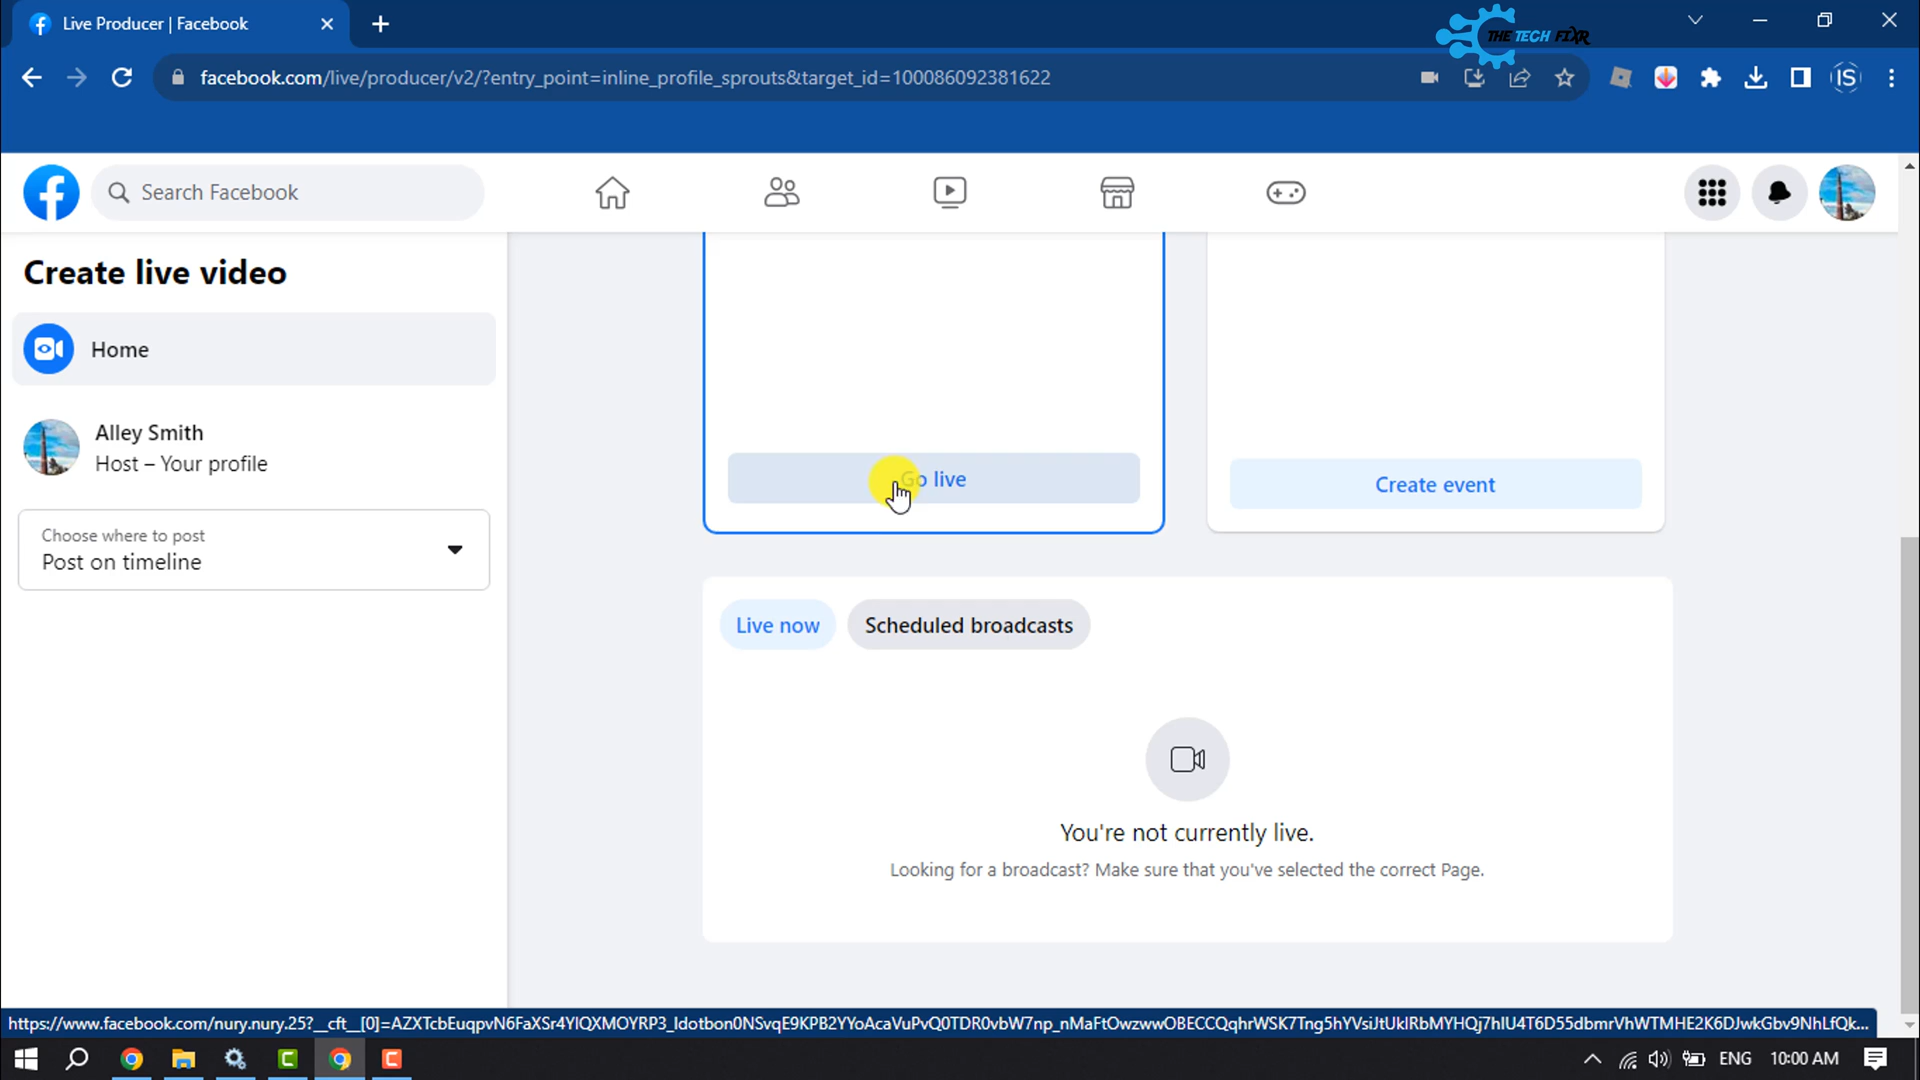 Live Producer | Facebook
THE TECH FIXR
facebook.com/live/producer/v2/?entry_point=inline_profile_sprouts&target_id=100086092381622
IS
Search Facebook
Create live video
Home
Alley Smith
Host – Your profile
Choose where to post
Post on timeline
Go live
Create event
Live now
Scheduled broadcasts
You're not currently live.
Looking for a broadcast? Make sure that you've selected the correct Page.
ENG
10:00 AM